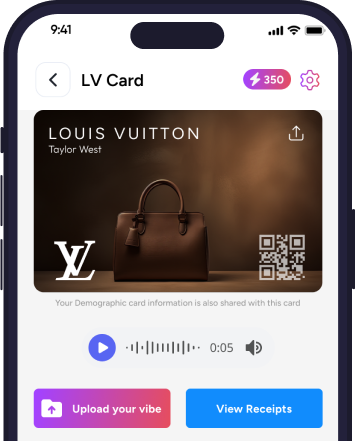 9:41
LV Card
350
LOUIS VUITTON
Taylor West
LV
Your Demographic card information is also shared with this card
0:05
Upload your vibe
View Receipts